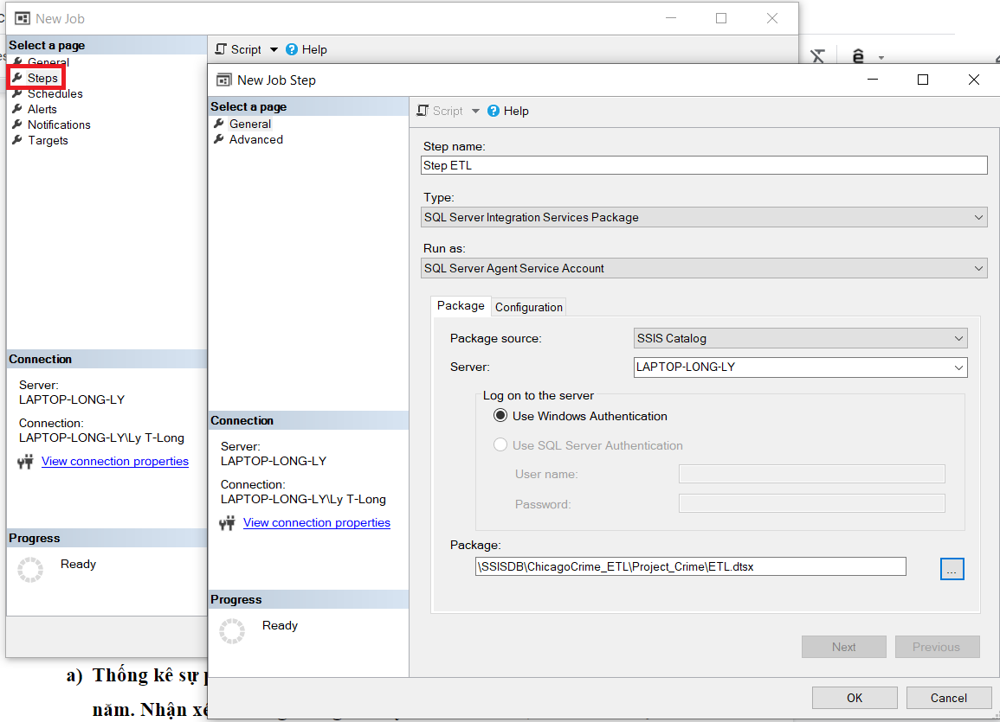 New Job
Select a page
General
Steps
Schedules
Alerts
Notifications
Targets
Script
Help
Connection
Server:
LAPTOP-LONG-LY
Connection:
LAPTOP-LONG-LY\Ly T-Long
View connection properties
Progress
Ready
New Job Step
Select a page
General
Advanced
Connection
Server:
LAPTOP-LONG-LY
Connection:
LAPTOP-LONG-LY\Ly T-Long
View connection properties
Progress
Ready
Script
Help
Step name:
Step ETL
Type:
SQL Server Integration Services Package
Run as:
SQL Server Agent Service Account
Package
Configuration
Package source:
SSIS Catalog
Server:
LAPTOP-LONG-LY
Log on to the server
Use Windows Authentication
Use SQL Server Authentication
User name:
Password:
Package:
\SSISDB\ChicagoCrime_ETL\Project_Crime\ETL.dtsx
...
Next
Previous
OK
Cancel
ê
a) Thống kê sự
năm. Nhận